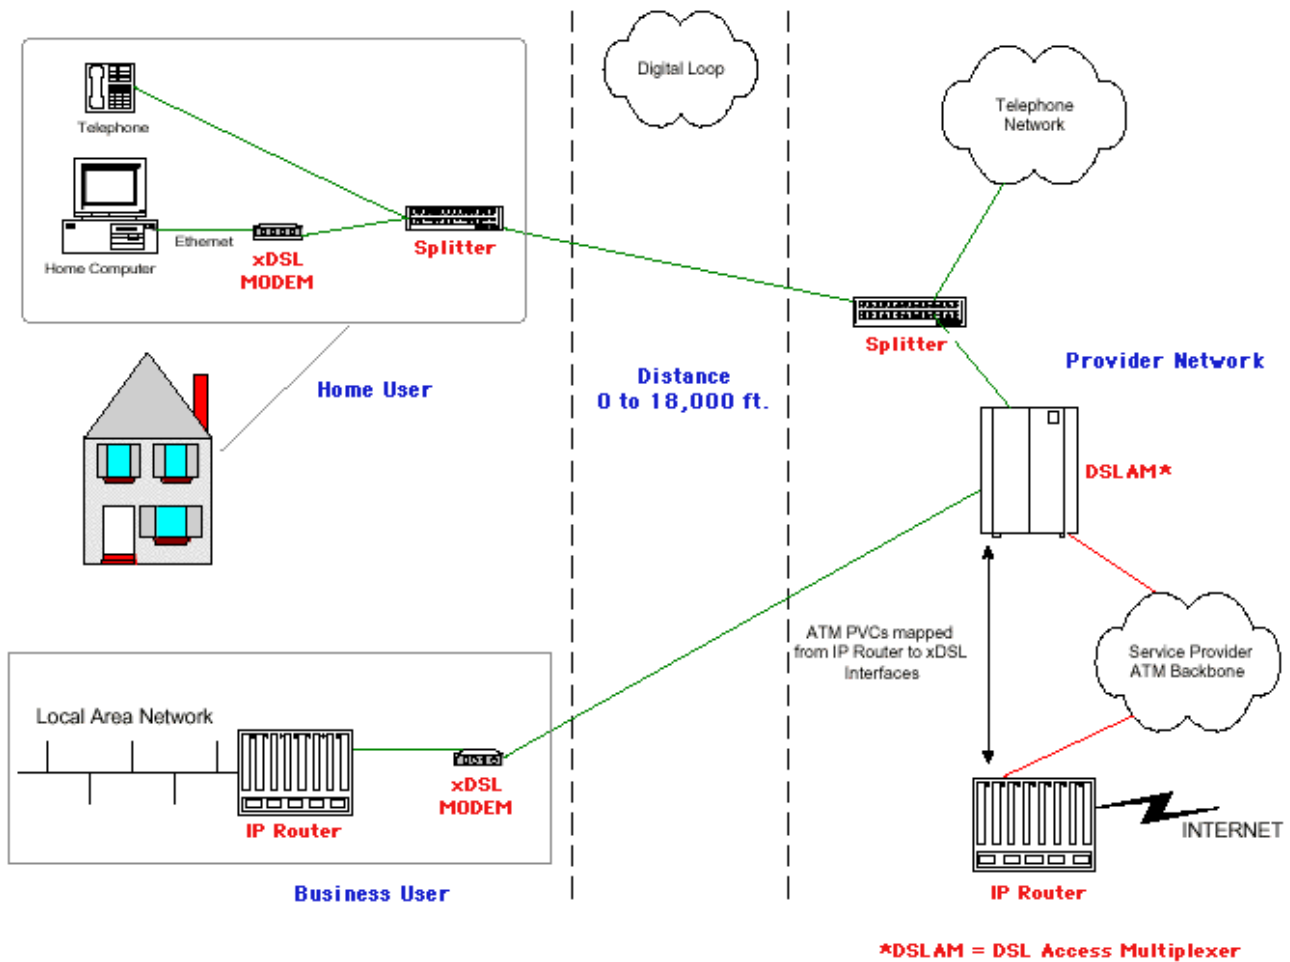 Digital Loop
Telephone
Network
Telephone
Ethernet
Home Computer
xDSL
MODEM
Splitter
Splitter
Home User
Distance
0 to 18,000 ft.
Provider Network
DSLAM*
ATM PVCs mapped
from IP Router to xDSL
Interfaces
Service Provider
ATM Backbone
Local Area Network
IP Router
xDSL
MODEM
Business User
INTERNET
IP Router
*DSLAM = DSL Access Multiplexer